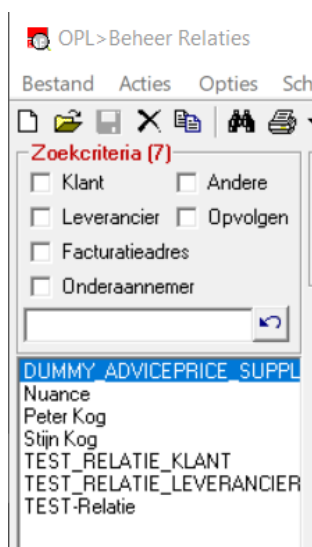 OPL>Beheer Relaties
Bestand Acties Opties Sch
Zoekcriteria (7)
Klant Andere
Leverancier Opvolgen
Facturatieadres
Onderaannemer
DUMMY_ADVICEPRICE_SUPPL
Nuance
Peter Kog
Stijn Kog
TEST_RELATIE_KLANT
TEST_RELATIE_LEVERANCIER
TEST-Relatie